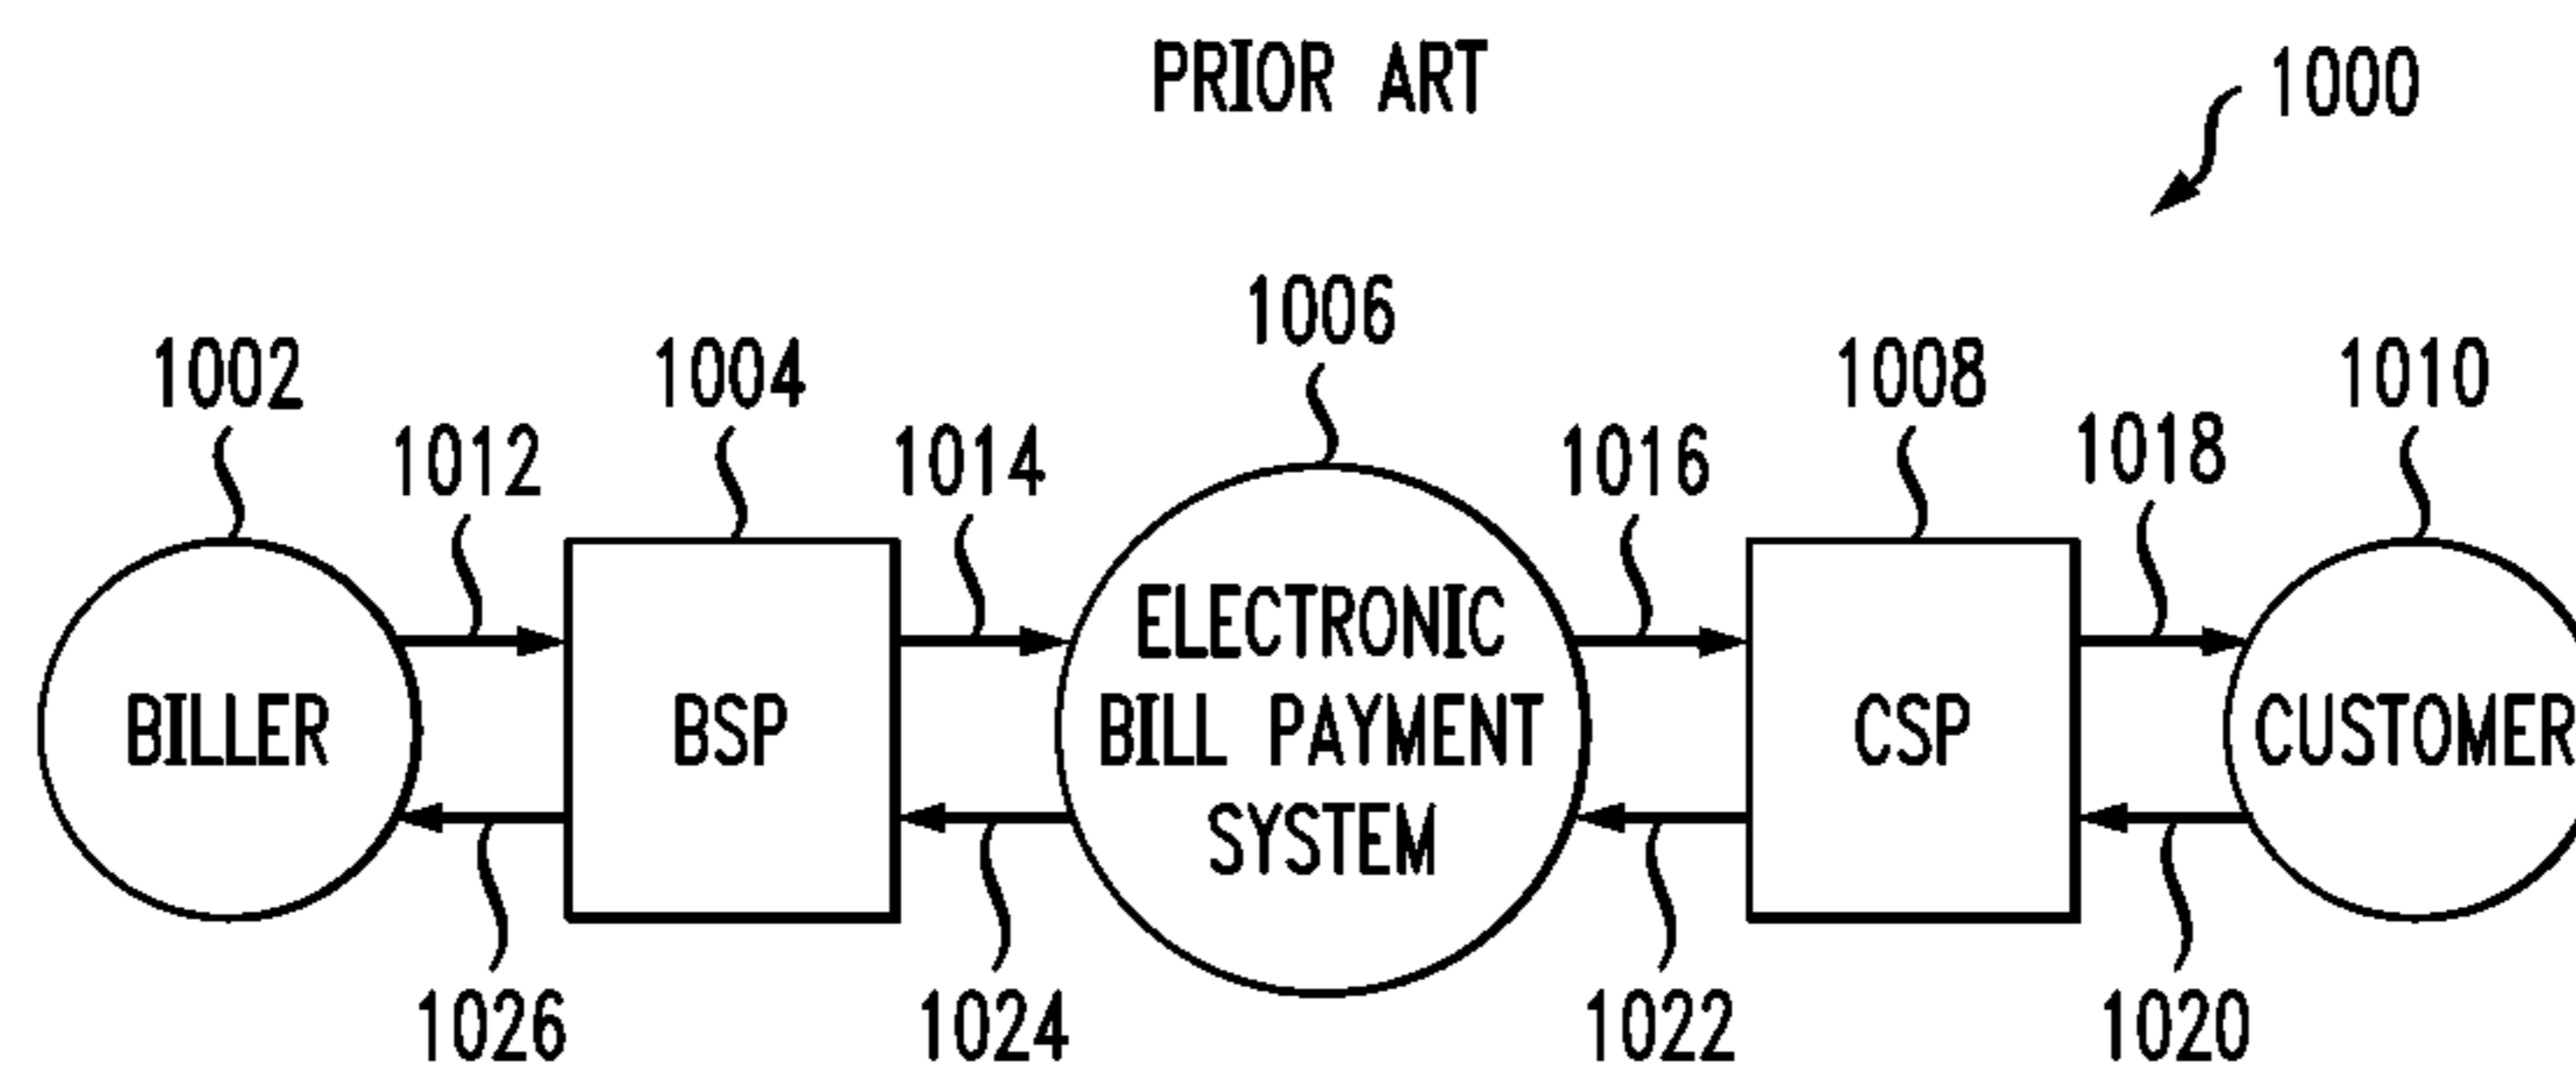 PRIOR ART
1000
1006
1002
1004
1008
1010
1012
1014
1016
1018
BILLER
BSP
ELECTRONIC
BILL PAYMENT
SYSTEM
CSP
CUSTOMER
1026
1024
1022
1020